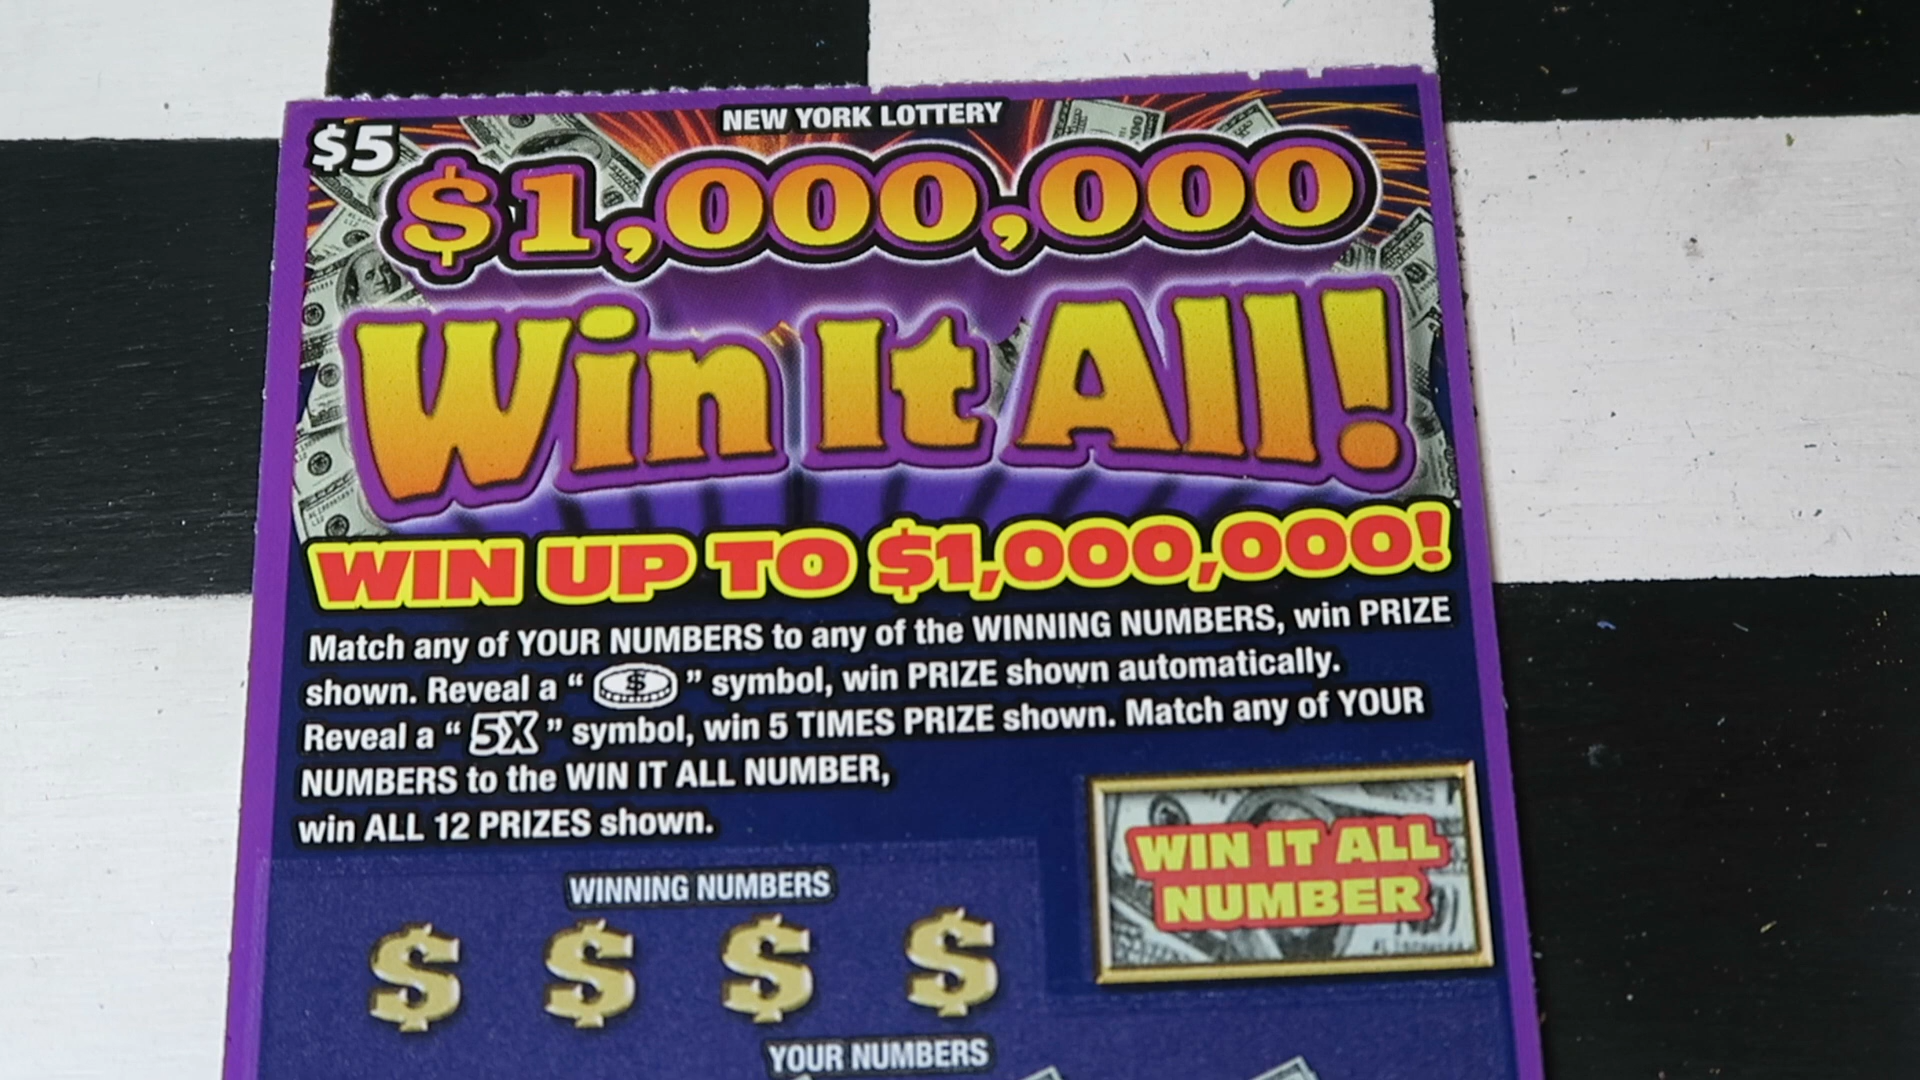 NEW YORK LOTTERY
$5
$1,000,000
Win It All!
WIN UP TO $1,000,000!
Match any of YOUR NUMBERS to any of the WINNING NUMBERS, win PRIZE
shown. Reveal a “ $ ” symbol, win PRIZE shown automatically.
Reveal a “ 5X ” symbol, win 5 TIMES PRIZE shown. Match any of YOUR
NUMBERS to the WIN IT ALL NUMBER,
win ALL 12 PRIZES shown.
WIN IT ALL
NUMBER
WINNING NUMBERS
$ $ $ $
YOUR NUMBERS